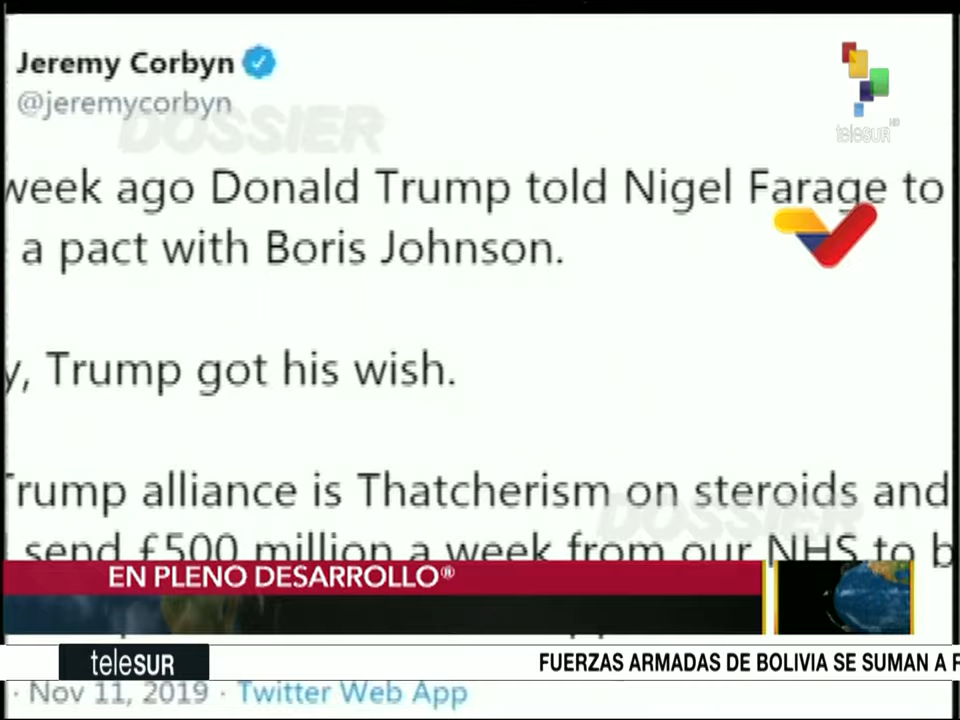 Jeremy Corbyn
@jeremycorbyn
DOSSIER
teleSUR HD
week ago Donald Trump told Nigel Farage to
a pact with Boris Johnson.
y, Trump got his wish.
Trump alliance is Thatcherism on steroids and
send £500 million a week from our NHS to b
DOSSIER
EN PLENO DESARROLLO®
teleSUR
FUERZAS ARMADAS DE BOLIVIA SE SUMAN A
· Nov 11, 2019 · Twitter Web App